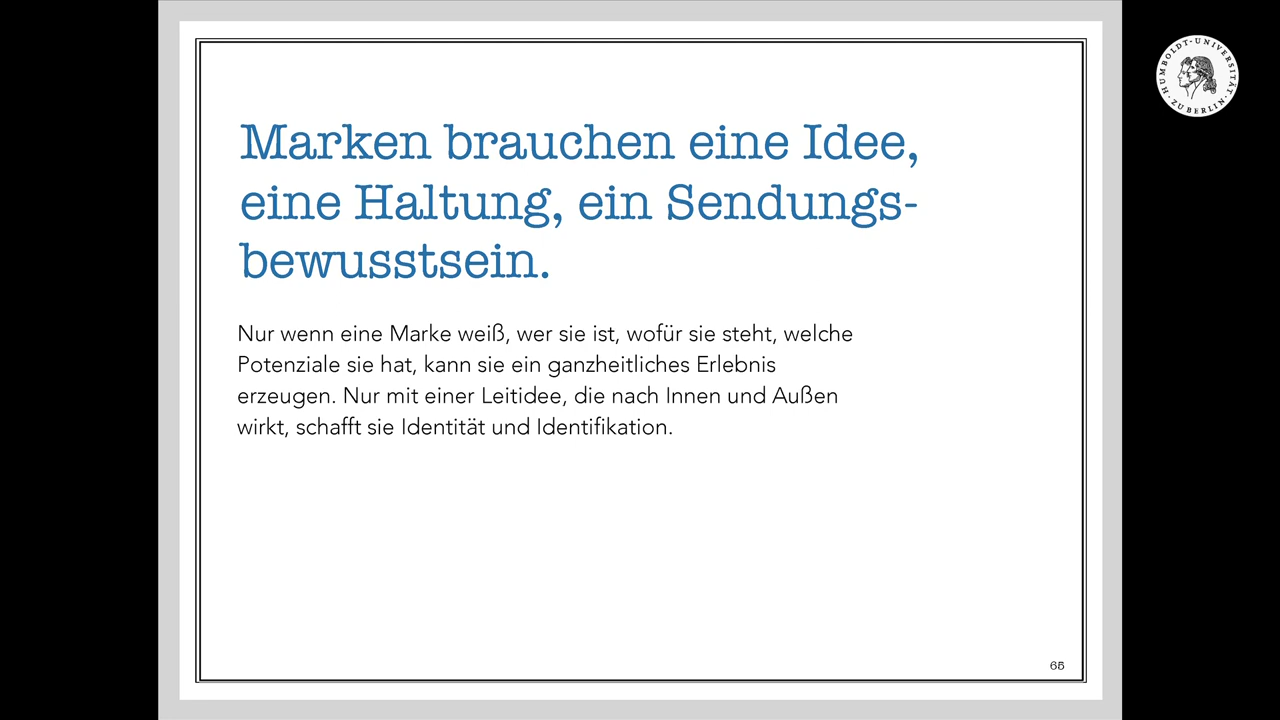 Marken brauchen eine Idee,
eine Haltung, ein Sendungs-
bewusstsein.
Nur wenn eine Marke weiß, wer sie ist, wofür sie steht, welche
Potenziale sie hat, kann sie ein ganzheitliches Erlebnis
erzeugen. Nur mit einer Leitidee, die nach Innen und Außen
wirkt, schafft sie Identität und Identifikation.
65
HUMBOLDT-UNIVERSITÄT · ZU BERLIN ·